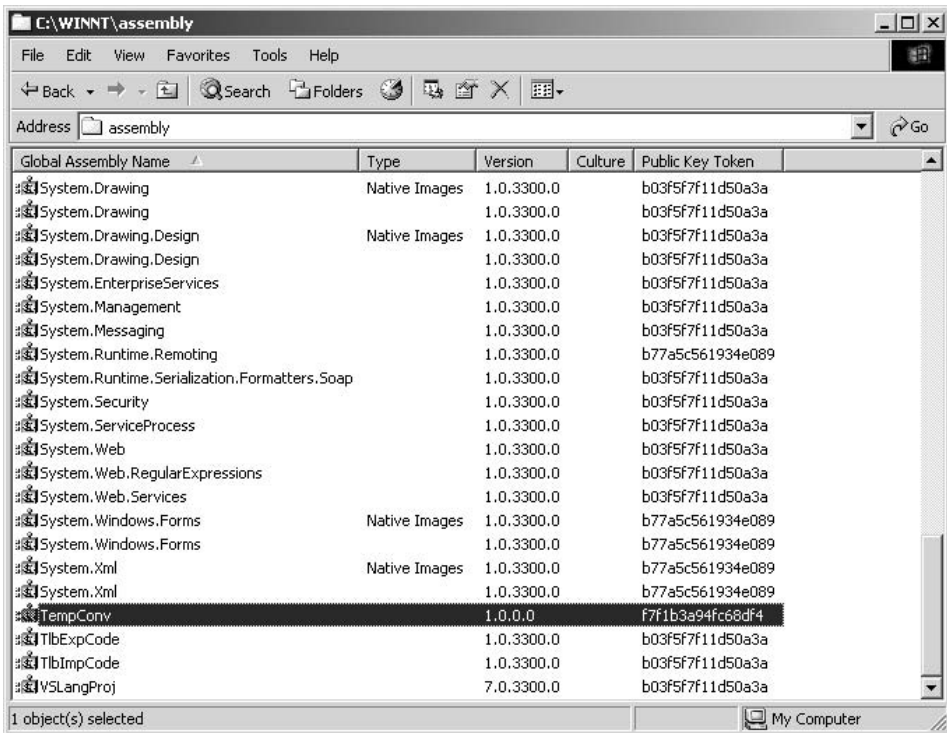 C:\WINNT\assembly
File Edit View Favorites Tools Help
Back Search Folders
Address assembly Go
Global Assembly Name Type Version Culture Public Key Token
System.Drawing Native Images 1.0.3300.0 b03f5f7f11d50a3a
System.Drawing 1.0.3300.0 b03f5f7f11d50a3a
System.Drawing.Design Native Images 1.0.3300.0 b03f5f7f11d50a3a
System.Drawing.Design 1.0.3300.0 b03f5f7f11d50a3a
System.EnterpriseServices 1.0.3300.0 b03f5f7f11d50a3a
System.Management 1.0.3300.0 b03f5f7f11d50a3a
System.Messaging 1.0.3300.0 b03f5f7f11d50a3a
System.Runtime.Remoting 1.0.3300.0 b77a5c561934e089
System.Runtime.Serialization.Formatters.Soap 1.0.3300.0 b03f5f7f11d50a3a
System.Security 1.0.3300.0 b03f5f7f11d50a3a
System.ServiceProcess 1.0.3300.0 b03f5f7f11d50a3a
System.Web 1.0.3300.0 b03f5f7f11d50a3a
System.Web.RegularExpressions 1.0.3300.0 b03f5f7f11d50a3a
System.Web.Services 1.0.3300.0 b03f5f7f11d50a3a
System.Windows.Forms Native Images 1.0.3300.0 b77a5c561934e089
System.Windows.Forms 1.0.3300.0 b77a5c561934e089
System.Xml Native Images 1.0.3300.0 b77a5c561934e089
System.Xml 1.0.3300.0 b77a5c561934e089
TempConv 1.0.0.0 f7f1b3a94fc68df4
TlbExpCode 1.0.3300.0 b03f5f7f11d50a3a
TlbImpCode 1.0.3300.0 b03f5f7f11d50a3a
VSLangProj 7.0.3300.0 b03f5f7f11d50a3a
1 object(s) selected My Computer